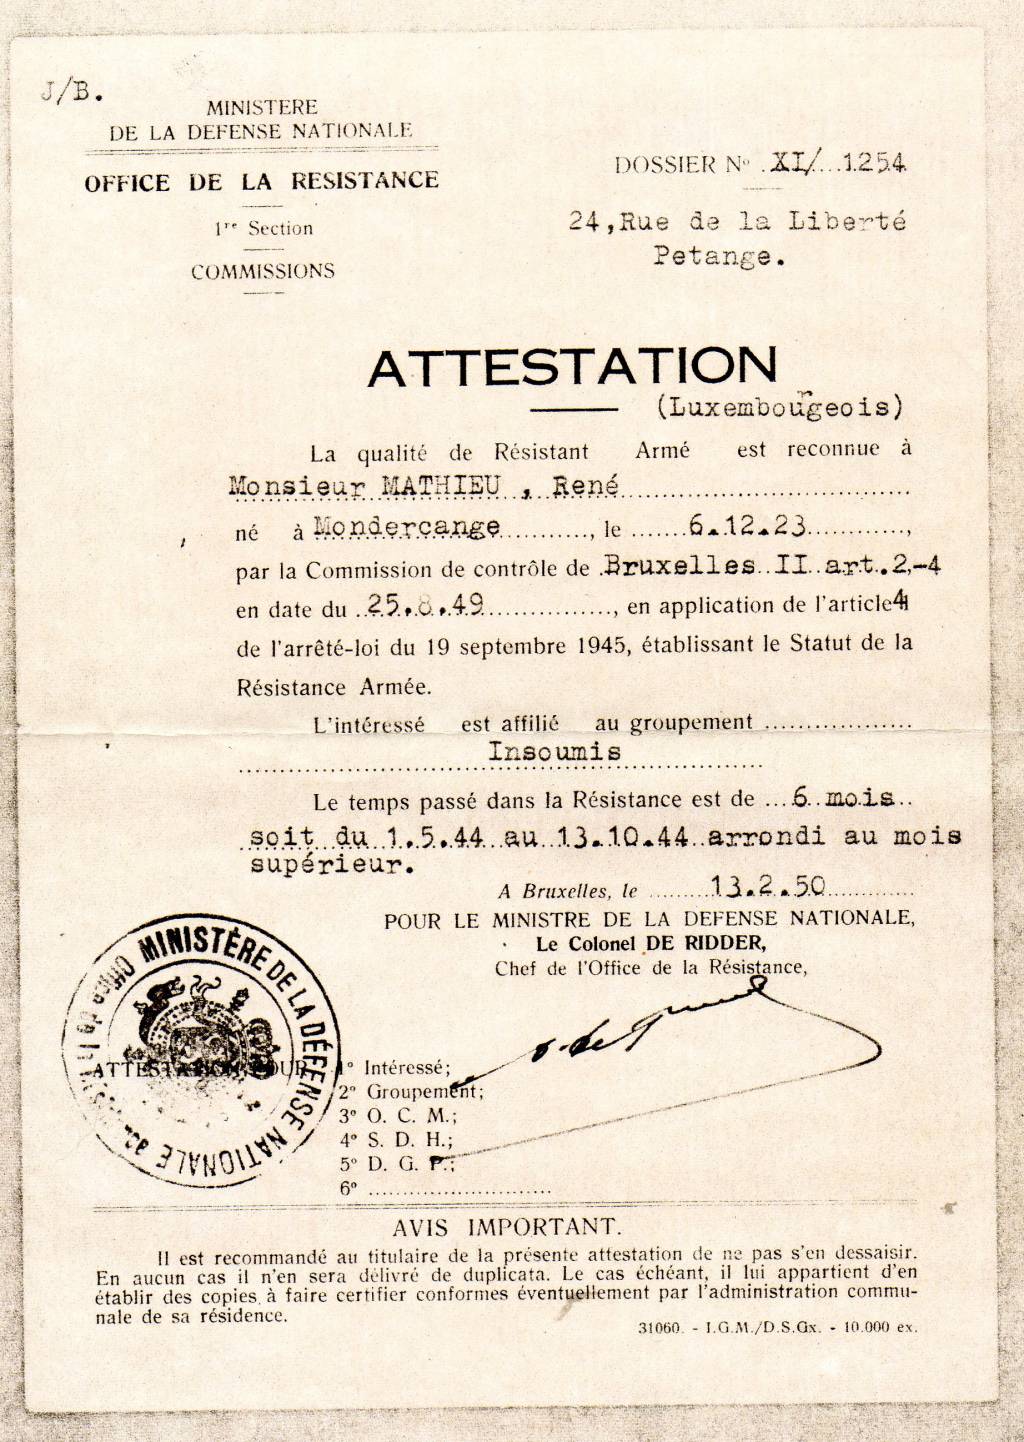 J/B.
MINISTERE
DE LA DEFENSE NATIONALE
OFFICE DE LA RESISTANCE
1re Section
COMMISSIONS
DOSSIER No XI/ 1254
24,Rue de la Liberté
Petange.
ATTESTATION
(Luxembourgeois)
La qualité de Résistant Armé est reconnue à
Monsieur MATHIEU , René
né à Mondercange, le 6.12.23,
par la Commission de contrôle de Bruxelles II art.2,-4
en date du 25.8.49, en application de l'article 4
de l'arrêté-loi du 19 septembre 1945, établissant le Statut de la
Résistance Armée.
L'intéressé est affilié au groupement
Insoumis
Le temps passé dans la Résistance est de 6 mois
soit du 1.5.44 au 13.10.44 arrondi au mois
supérieur.
A Bruxelles, le 13.2.50
POUR LE MINISTRE DE LA DEFENSE NATIONALE,
Le Colonel DE RIDDER,
Chef de l'Office de la Résistance,
MINISTÈRE DE LA DÉFENSE NATIONALE
ATTESTATION POUR 1o Intéressé;
2o Groupement;
3o O. C. M.;
4o S. D. H.;
5o D. G. P.;
6o
AVIS IMPORTANT.
Il est recommandé au titulaire de la présente attestation de ne pas s'en dessaisir.
En aucun cas il n'en sera délivré de duplicata. Le cas échéant, il lui appartient d'en
établir des copies à faire certifier conformes éventuellement par l'administration commu-
nale de sa résidence.
31060. - I.G.M./D.S.Gx. - 10.000 ex.